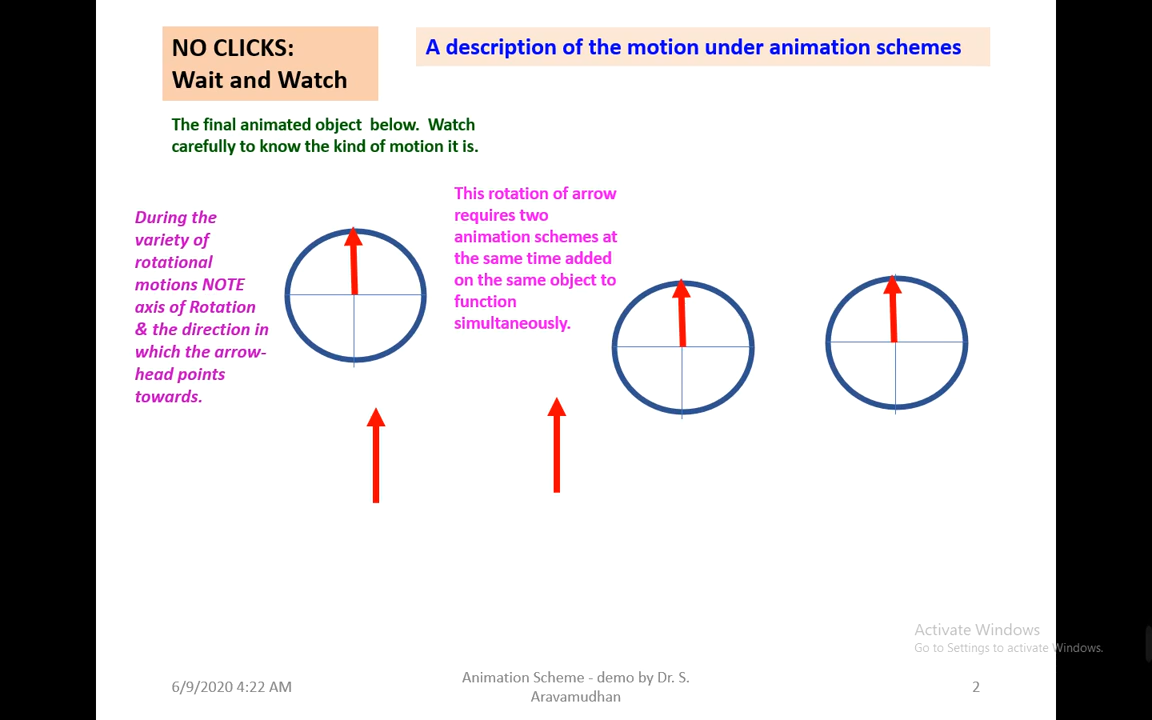 NO CLICKS:
Wait and Watch
A description of the motion under animation schemes
The final animated object  below.  Watch
carefully to know the kind of motion it is.
During the
variety of
rotational
motions NOTE
axis of Rotation
& the direction in
which the arrow-
head points
towards.
This rotation of arrow
requires two
animation schemes at
the same time added
on the same object to
function
simultaneously.
Activate Windows
Go to Settings to activate Windows.
6/9/2020 4:22 AM
Animation Scheme - demo by Dr. S.
Aravamudhan
2